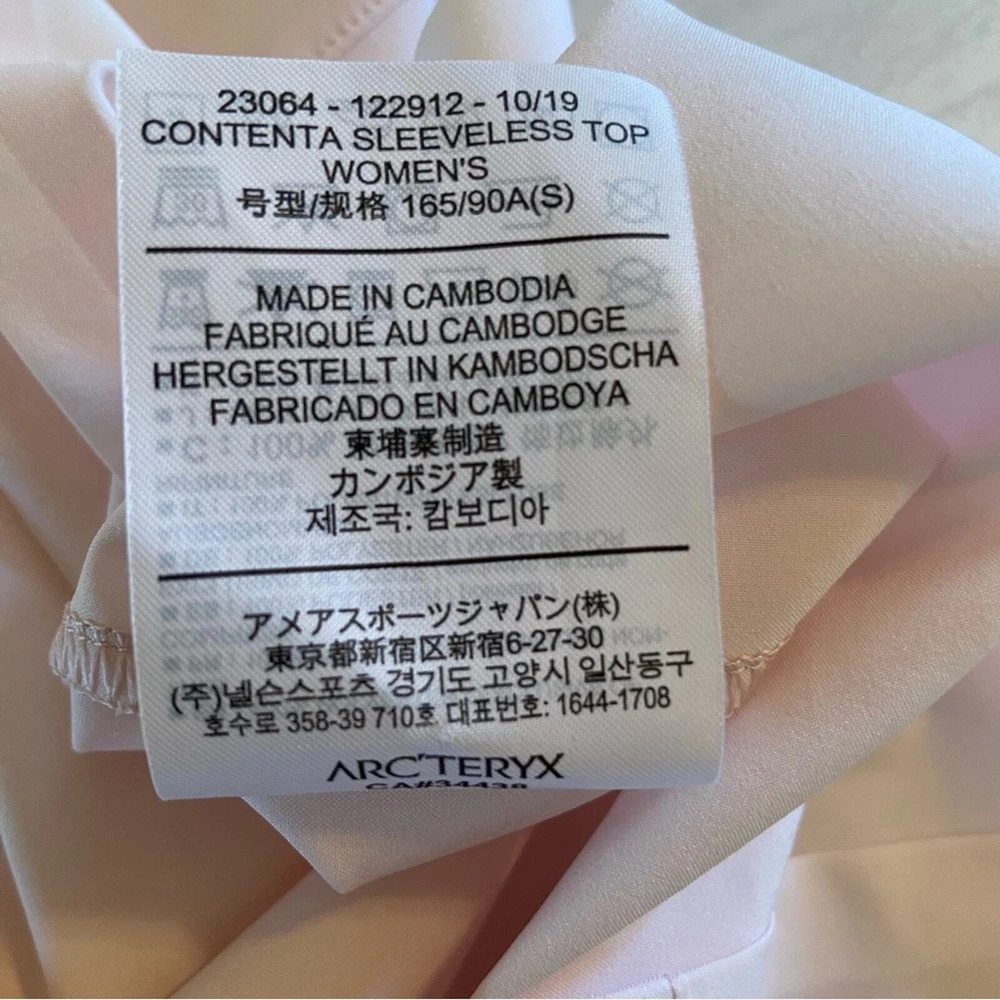 23064 - 122912 - 10/19
CONTENTA SLEEVELESS TOP
WOMEN'S
号型/规格 165/90A(S)
MADE IN CAMBODIA
FABRIQUÉ AU CAMBODGE
HERGESTELLT IN KAMBODSCHA
FABRICADO EN CAMBOYA
柬埔寨制造
カンボジア製
제조국: 캄보디아
アメアスポーツジャパン(株)
東京都新宿区新宿6-27-30
(주)넬슨스포츠 경기도 고양시 일산동구
호수로 358-39 710호 대표번호: 1644-1708
ARC'TERYX
CA#34438